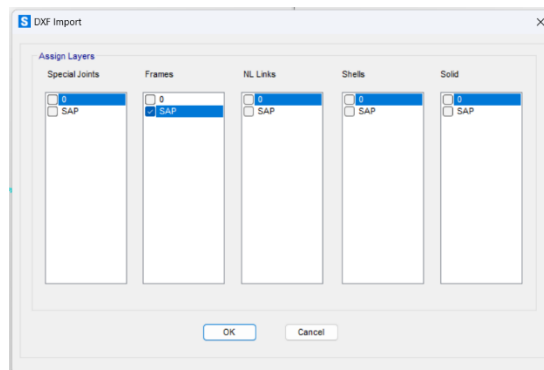 S DXF Import
Assign Layers
Special Joints Frames NL Links Shells Solid
0 0 0 0 0
SAP SAP SAP SAP SAP
OK Cancel